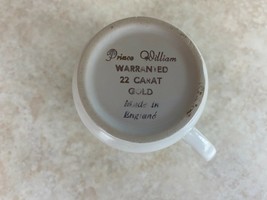 Prince William
WARRANTED
22 CARAT
GOLD
Made in
England